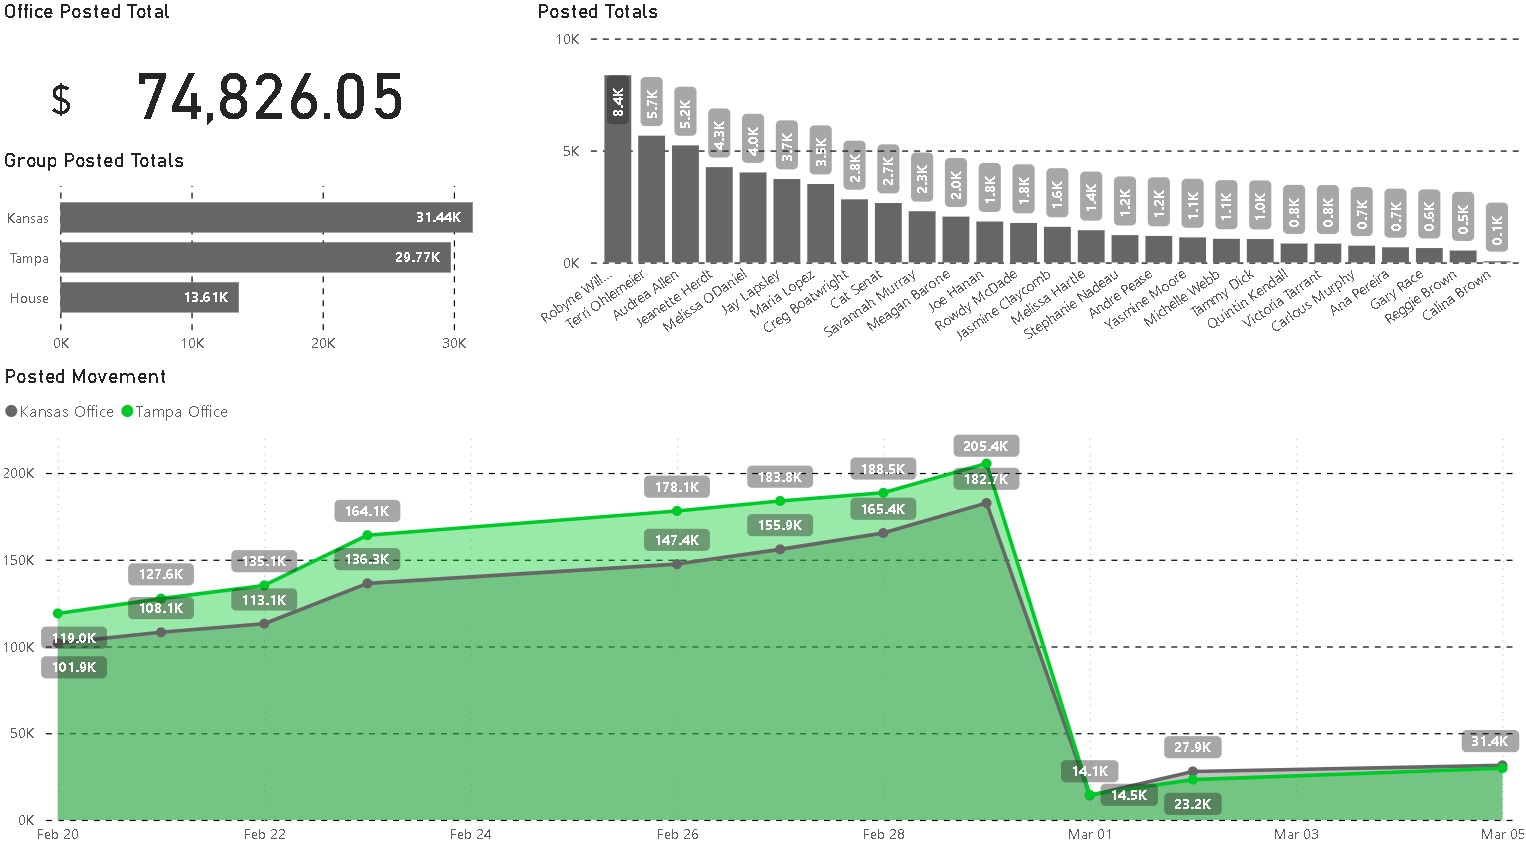 Office Posted Total
$ 74,826.05
Group Posted Totals
Kansas 31.44K
Tampa 29.77K
House 13.61K
0K 10K 20K 30K
Posted Totals
10K
5K
0K
8.4K 5.7K 5.2K 4.3K 4.0K 3.7K 3.5K 2.8K 2.7K 2.3K 2.0K 1.8K 1.8K 1.6K 1.4K 1.2K 1.2K 1.1K 1.1K 1.0K 0.8K 0.8K 0.7K 0.7K 0.6K 0.5K 0.1K
Robyne Will...
Terri Ohlemeier
Audrea Allen
Jeanette Herdt
Melissa ODaniel
Jay Lapsley
Maria Lopez
Creg Boatwright
Cat Senat
Savannah Murray
Meagan Barone
Joe Hanan
Rowdy McDade
Jasmine Claycomb
Melissa Hartle
Stephanie Nadeau
Andre Pease
Yasmine Moore
Michelle Webb
Tammy Dick
Quintin Kendall
Victoria Tarrant
Carlous Murphy
Ana Pereira
Gary Race
Reggie Brown
Calina Brown
Posted Movement
Kansas Office Tampa Office
200K
150K
100K
50K
0K
119.0K 127.6K 135.1K 164.1K 178.1K 183.8K 188.5K 205.4K
101.9K 108.1K 113.1K 136.3K 147.4K 155.9K 165.4K 182.7K
14.1K 27.9K 31.4K
14.5K 23.2K
Feb 20 Feb 22 Feb 24 Feb 26 Feb 28 Mar 01 Mar 03 Mar 05